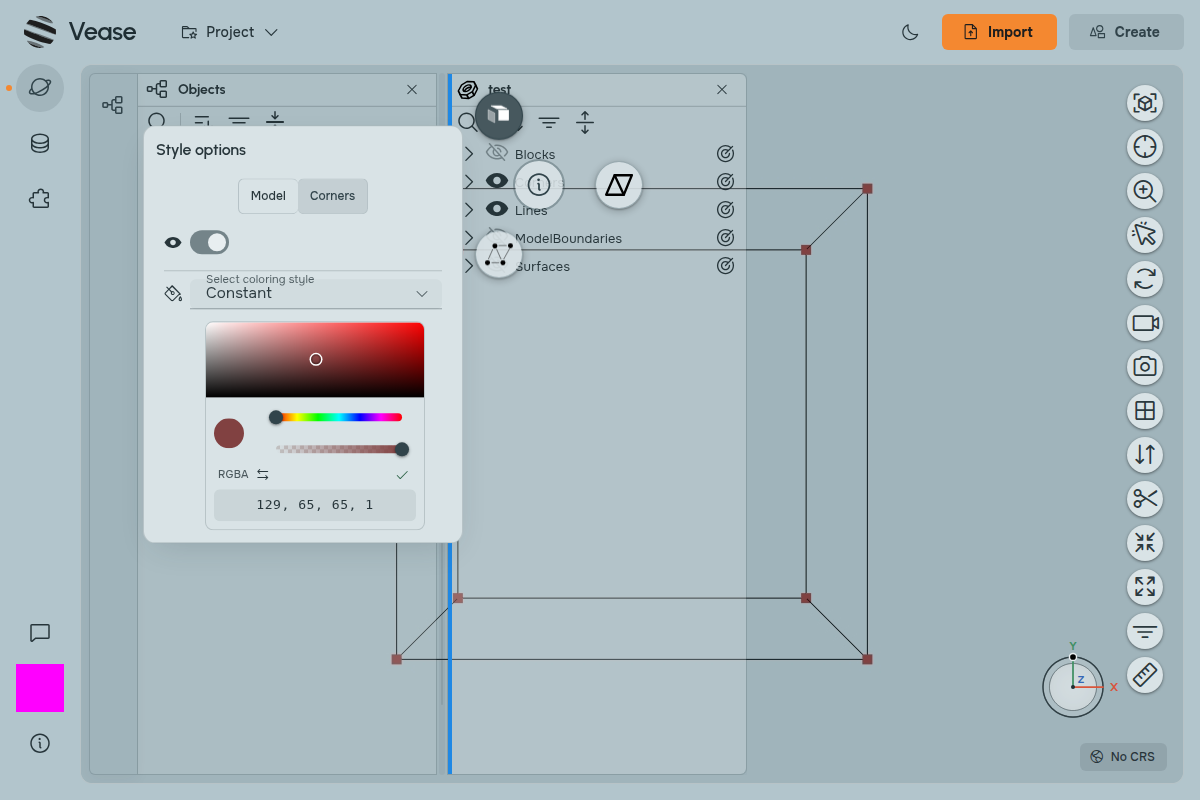 Vease
Project
Import
Create
Objects
test
Style options
Model
Corners
Select coloring style
Constant
RGBA
129, 65, 65, 1
Blocks
Lines
ModelBoundaries
Surfaces
Y
Z
X
No CRS